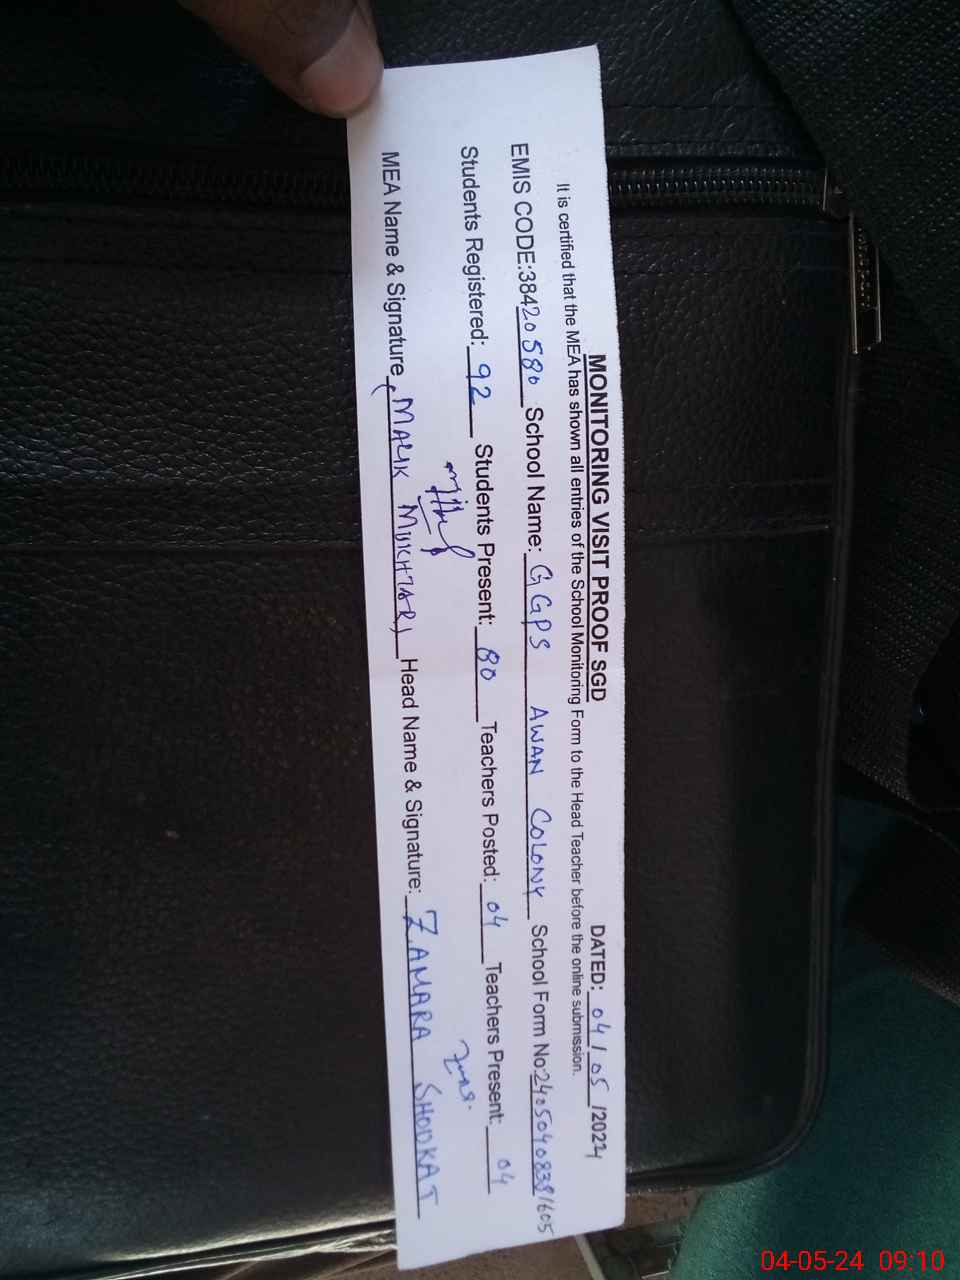 MONITORING VISIT PROOF SGD DATED: 04/05/2024
It is certified that the MEA has shown all entries of the School Monitoring Form to the Head Teacher before the online submission.
EMIS CODE:38420580 School Name: GGPS AWAN COLONY School Form No:
Students Registered: 92 Students Present: 80 Teachers Posted: 04 Teachers Present: 04
MEA Name & Signature (MALIK MUKHTAR) Head Name & Signature: ZAMARA SHOUKAT
04-05-24 09:10